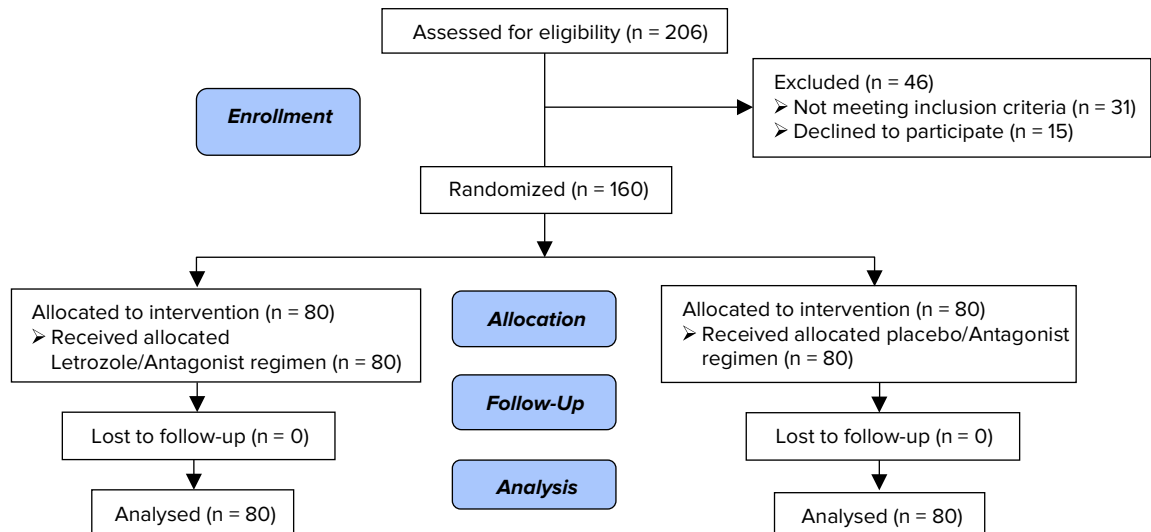 Assessed for eligibility (n = 206)
Excluded (n = 46)
➢ Not meeting inclusion criteria (n = 31)
➢ Declined to participate (n = 15)
Enrollment
Randomized (n = 160)
Allocated to intervention (n = 80)
➢ Received allocated
Letrozole/Antagonist regimen (n = 80)
Allocation
Allocated to intervention (n = 80)
➢ Received allocated placebo/Antagonist
regimen (n = 80)
Follow-Up
Lost to follow-up (n = 0)
Lost to follow-up (n = 0)
Analysis
Analysed (n = 80)
Analysed (n = 80)